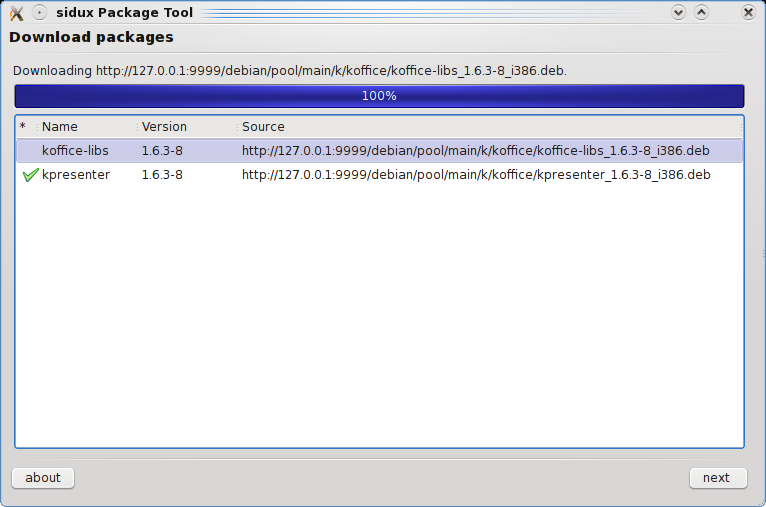 sidux Package Tool
Download packages
Downloading http://127.0.0.1:9999/debian/pool/main/k/koffice/koffice-libs_1.6.3-8_i386.deb.
100%
* Name Version Source
koffice-libs 1.6.3-8 http://127.0.0.1:9999/debian/pool/main/k/koffice/koffice-libs_1.6.3-8_i386.deb
kpresenter 1.6.3-8 http://127.0.0.1:9999/debian/pool/main/k/koffice/kpresenter_1.6.3-8_i386.deb
about next